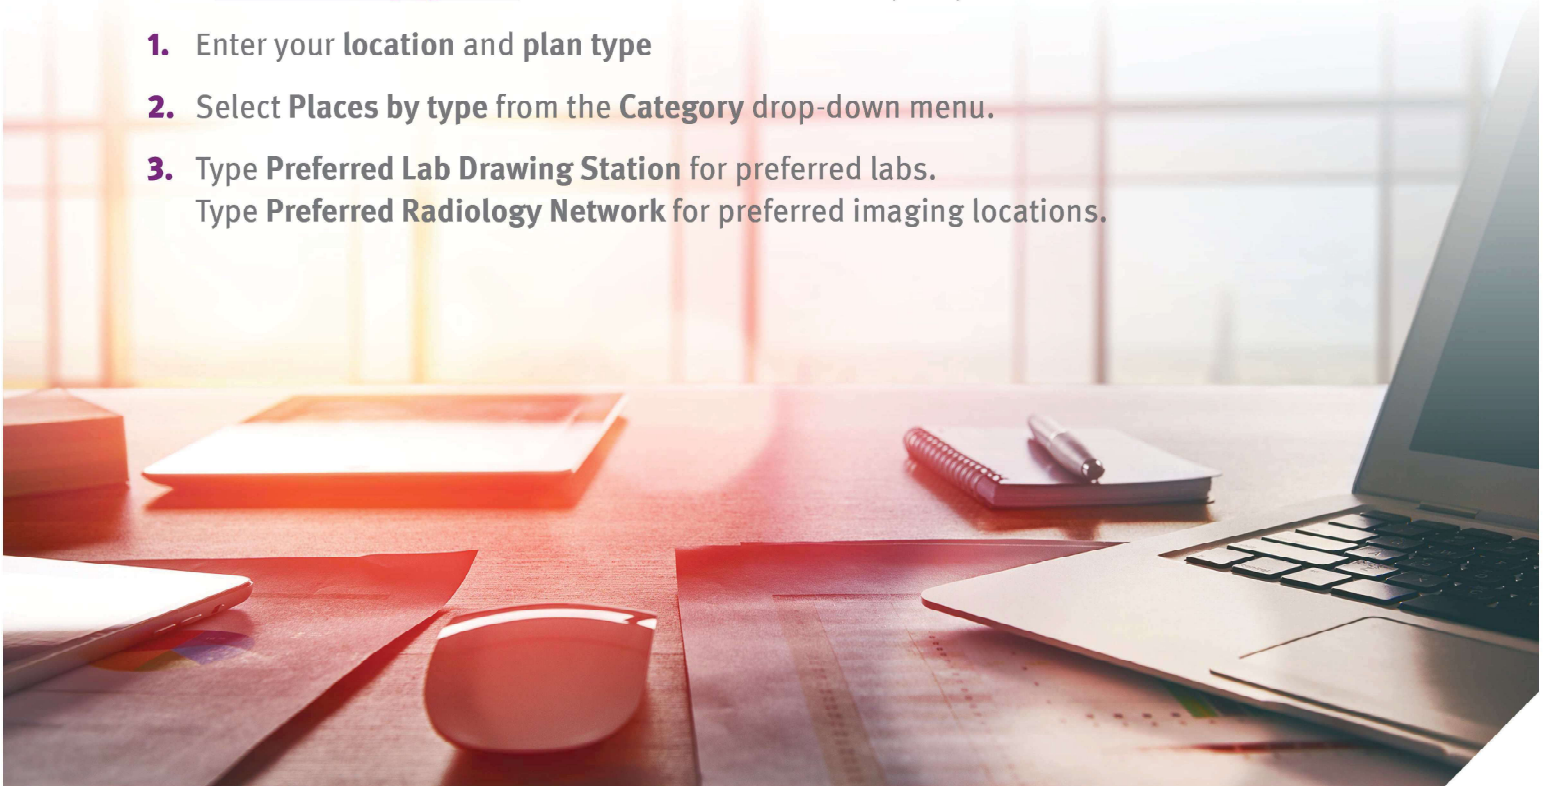 1. Enter your location and plan type
2. Select Places by type from the Category drop-down menu.
3. Type Preferred Lab Drawing Station for preferred labs.
Type Preferred Radiology Network for preferred imaging locations.